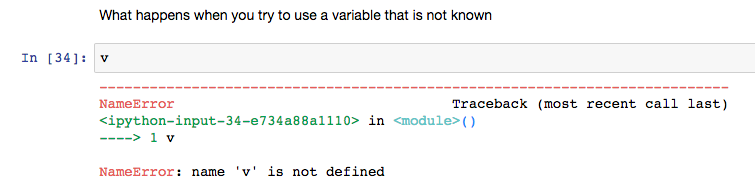 What happens when you try to use a variable that is not known
In [34]: v
---------------------------------------------------------------------------
NameError                                 Traceback (most recent call last)
<ipython-input-34-e734a88a1110> in <module>()
----> 1 v

NameError: name 'v' is not defined